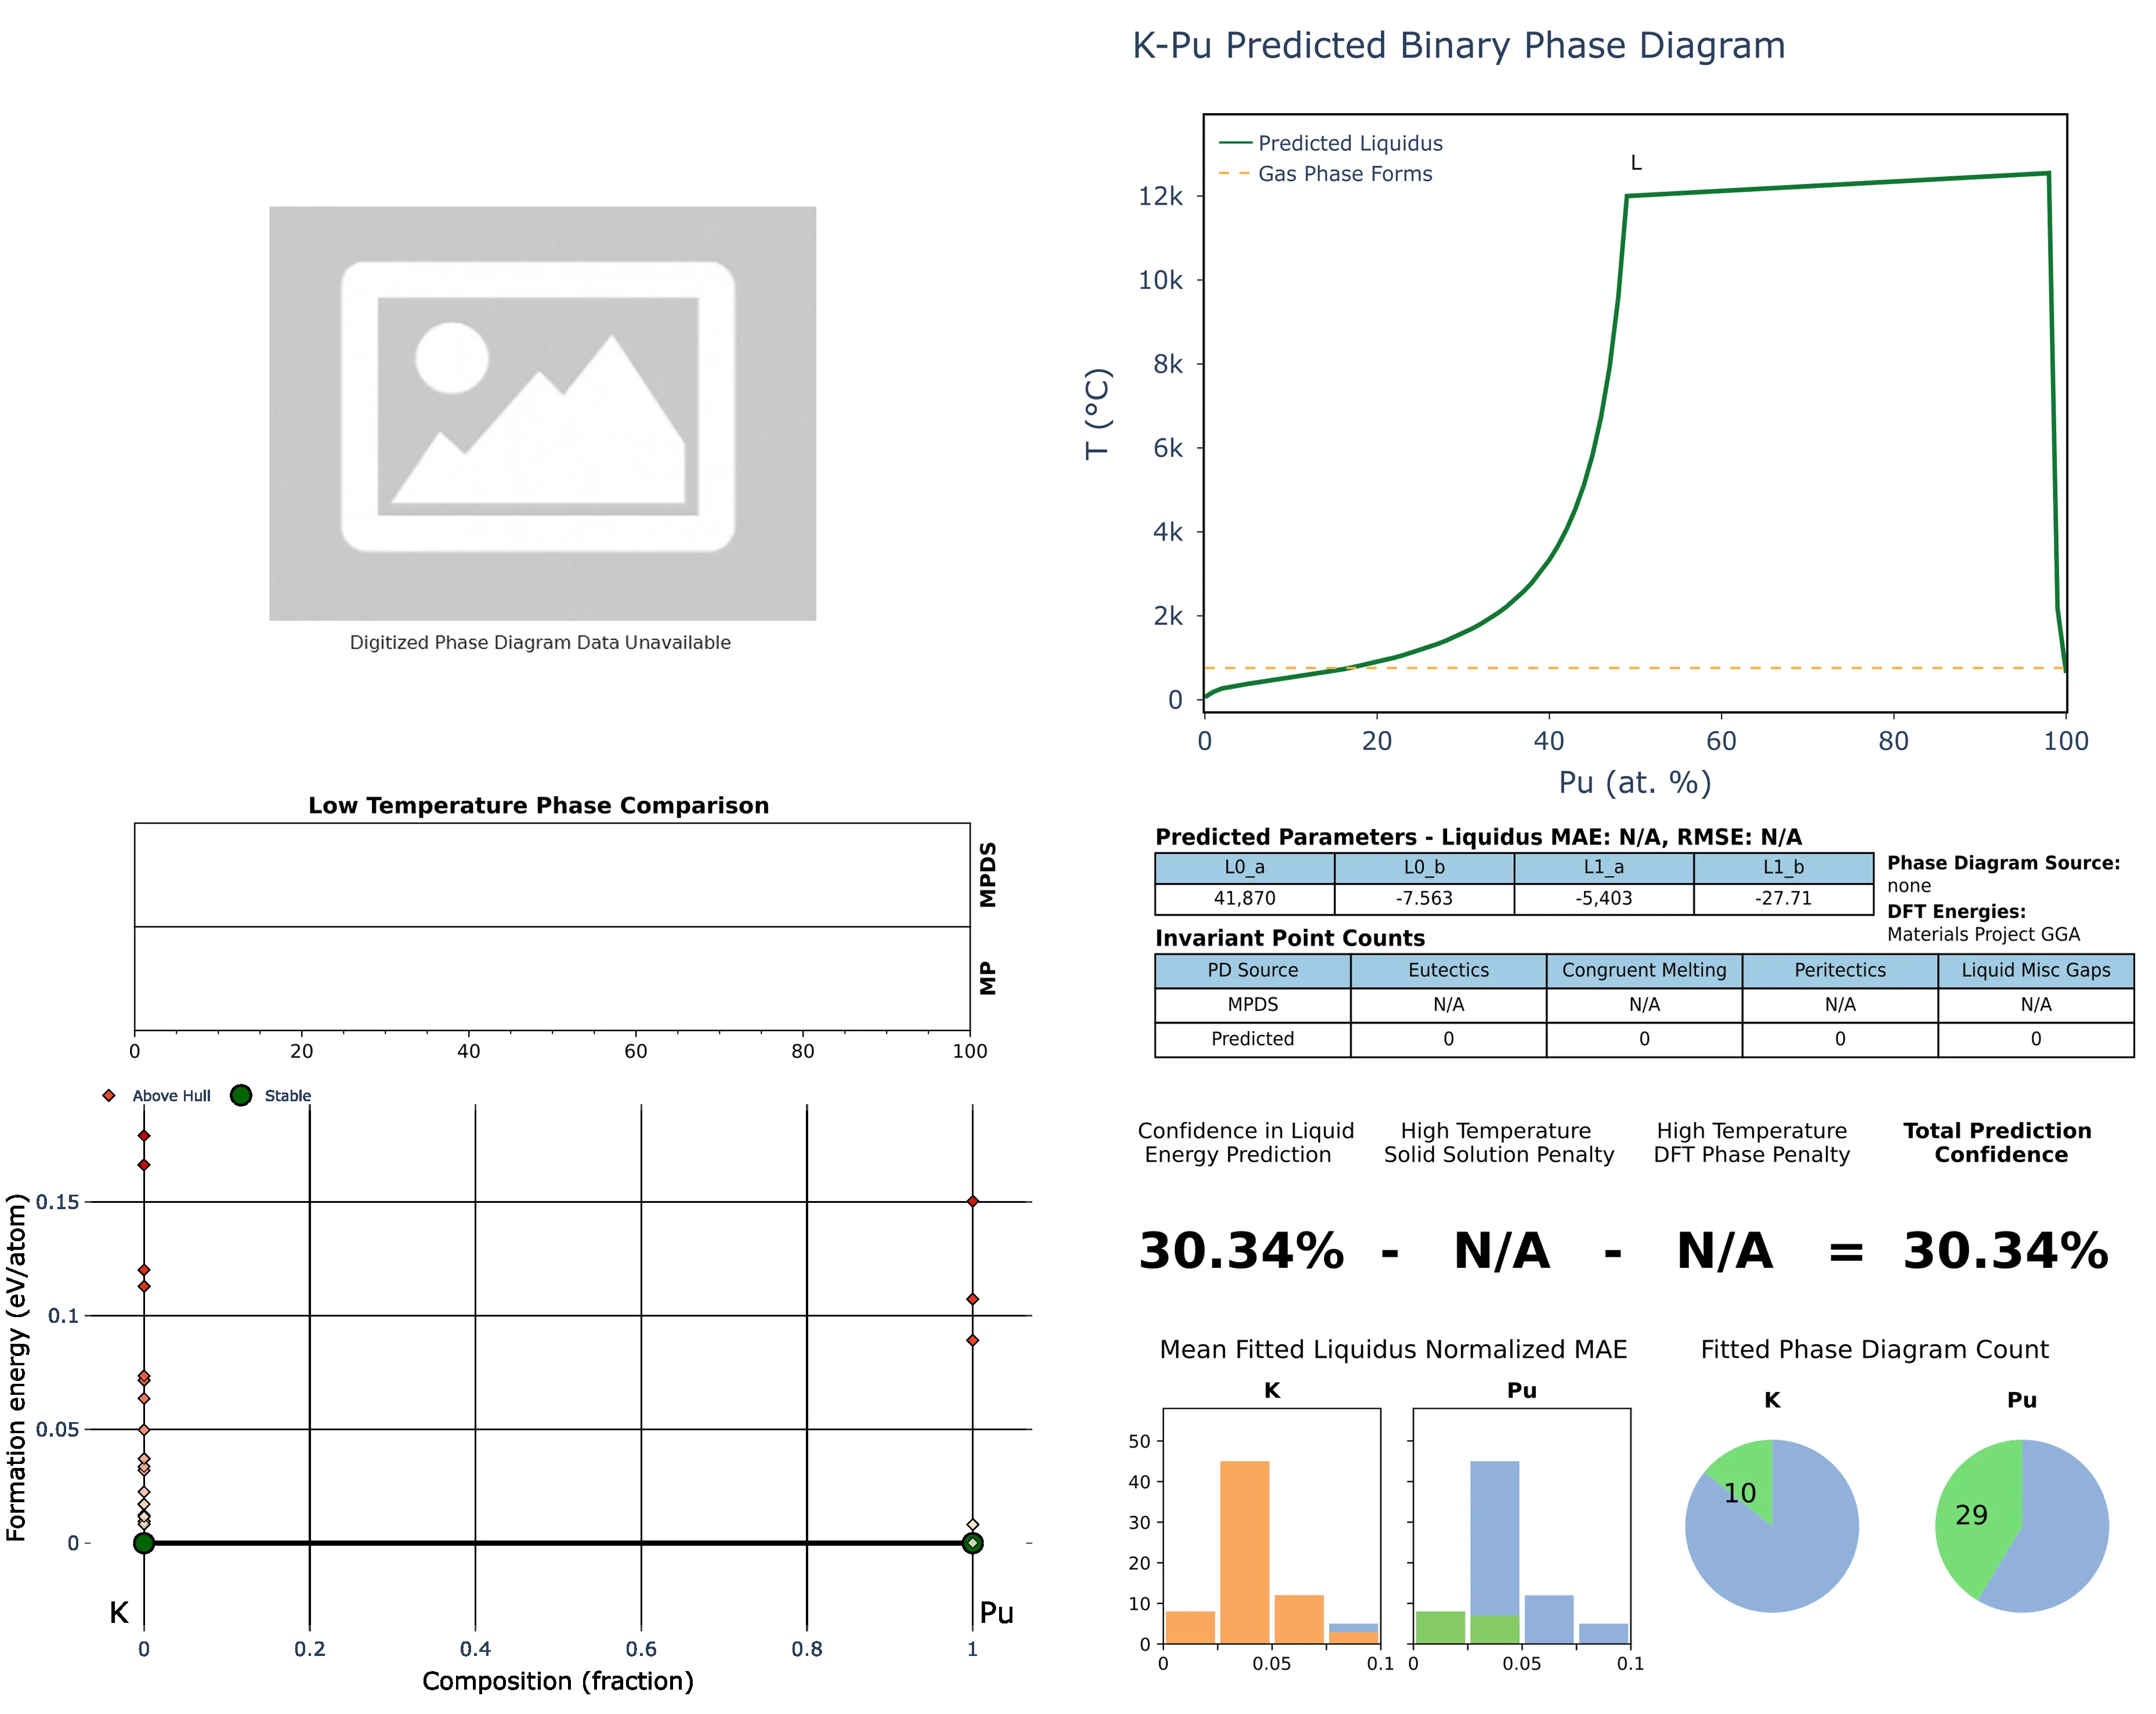 K-Pu Predicted Binary Phase Diagram
Predicted Liquidus
Gas Phase Forms
L
12k
10k
8k
6k
4k
2k
0
T (°C)
0 20 40 60 80 100
Pu (at. %)
Digitized Phase Diagram Data Unavailable
Low Temperature Phase Comparison
MPDS
MP
0 20 40 60 80 100
Predicted Parameters - Liquidus MAE: N/A, RMSE: N/A
L0_a L0_b L1_a L1_b
41,870 -7.563 -5,403 -27.71
Phase Diagram Source:
none
DFT Energies:
Materials Project GGA
Invariant Point Counts
PD Source Eutectics Congruent Melting Peritectics Liquid Misc Gaps
MPDS N/A N/A N/A N/A
Predicted 0 0 0 0
Above Hull Stable
0.15
0.1
0.05
0
Formation energy (eV/atom)
K Pu
0 0.2 0.4 0.6 0.8 1
Composition (fraction)
Confidence in Liquid
Energy Prediction
High Temperature
Solid Solution Penalty
High Temperature
DFT Phase Penalty
Total Prediction
Confidence
30.34% - N/A - N/A = 30.34%
Mean Fitted Liquidus Normalized MAE
K Pu
50
40
30
20
10
0
0 0.05 0.1 0 0.05 0.1
Fitted Phase Diagram Count
K Pu
10 29